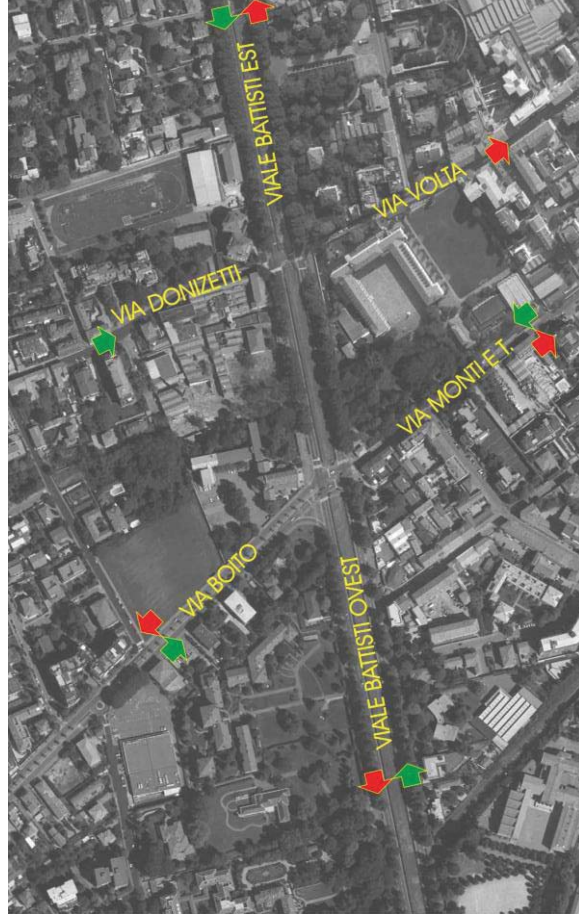 VIALE BATTISTI EST
VIA VOLTA
VIA DONIZETTI
VIA MONTI E T.
VIA BOITO
VIALE BATTISTI OVEST